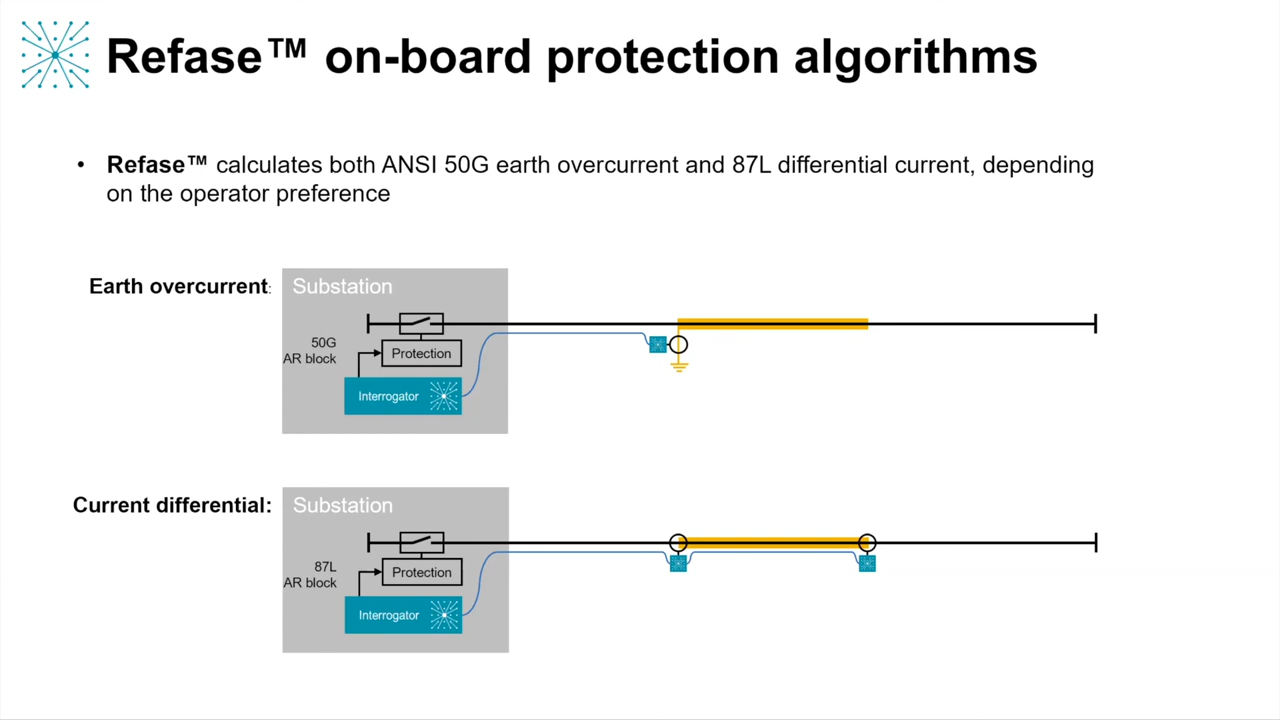 Refase™ on-board protection algorithms
• Refase™ calculates both ANSI 50G earth overcurrent and 87L differential current, depending
on the operator preference
Earth overcurrent:
Substation
50G
AR block
Protection
Interrogator
Current differential:
Substation
87L
AR block
Protection
Interrogator